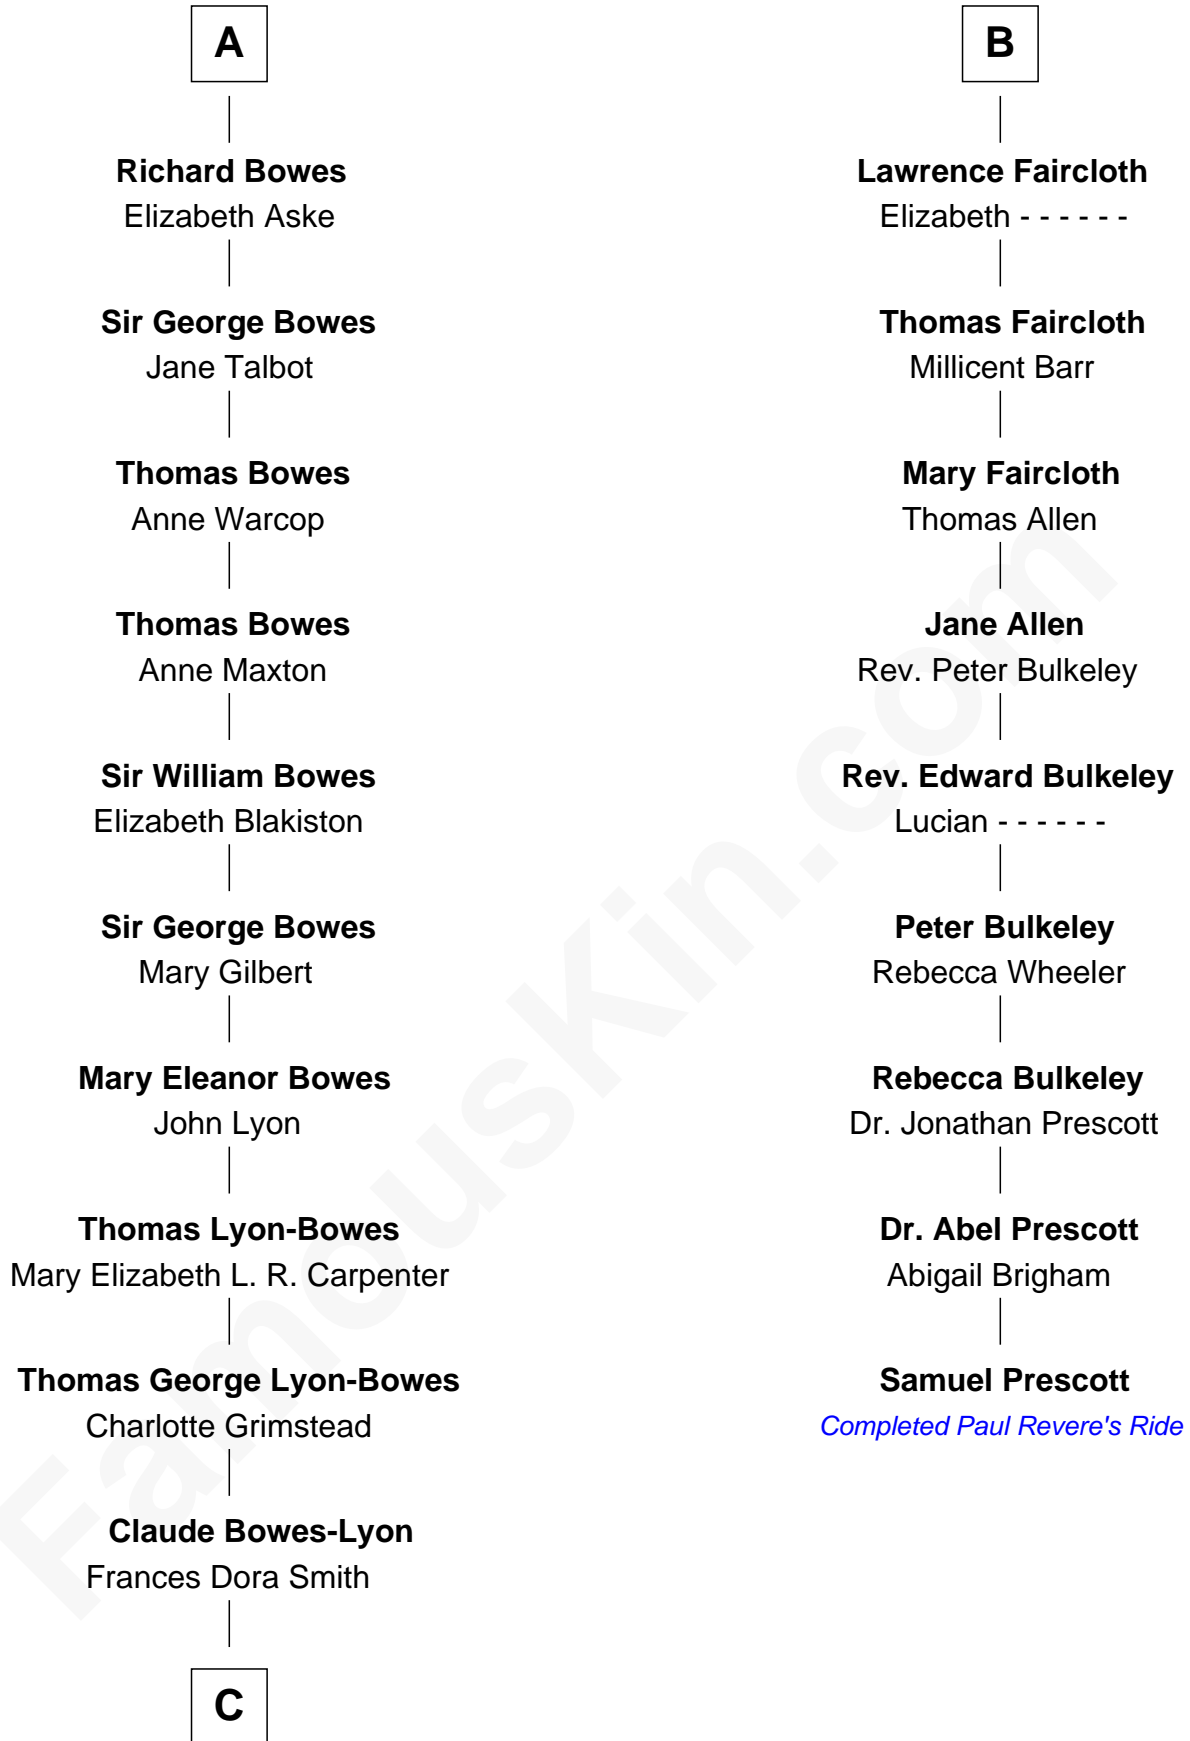 A
Richard Bowes
Elizabeth Aske
Sir George Bowes
Jane Talbot
Thomas Bowes
Anne Warcop
Thomas Bowes
Anne Maxton
Sir William Bowes
Elizabeth Blakiston
Sir George Bowes
Mary Gilbert
Mary Eleanor Bowes
John Lyon
Thomas Lyon-Bowes
Mary Elizabeth L. R. Carpenter
Thomas George Lyon-Bowes
Charlotte Grimstead
Claude Bowes-Lyon
Frances Dora Smith
C
B
Lawrence Faircloth
Elizabeth - - - - - -
Thomas Faircloth
Millicent Barr
Mary Faircloth
Thomas Allen
Jane Allen
Rev. Peter Bulkeley
Rev. Edward Bulkeley
Lucian - - - - - -
Peter Bulkeley
Rebecca Wheeler
Rebecca Bulkeley
Dr. Jonathan Prescott
Dr. Abel Prescott
Abigail Brigham
Samuel Prescott
Completed Paul Revere's Ride
FamousKin.com